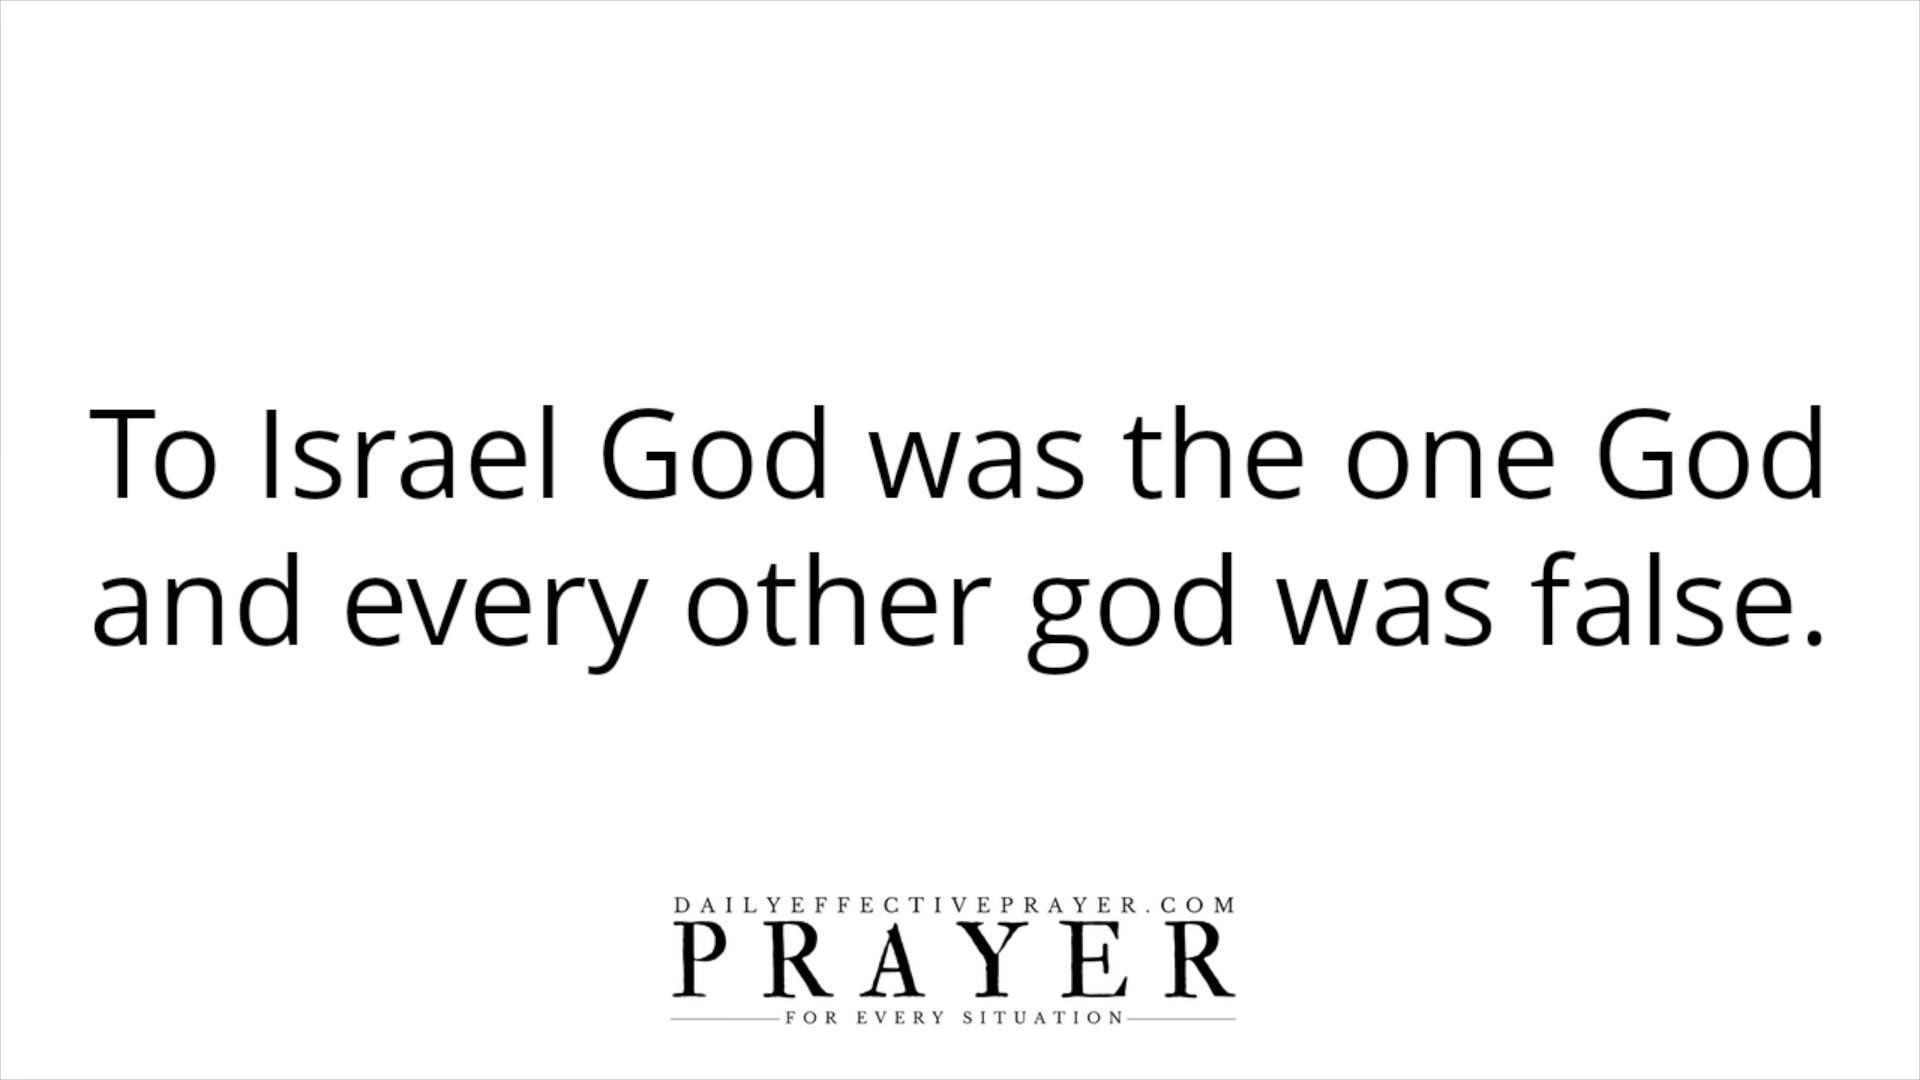 To Israel God was the one God
and every other god was false.
DAILYEFFECTIVEPRAYER.COM
PRAYER
FOR EVERY SITUATION